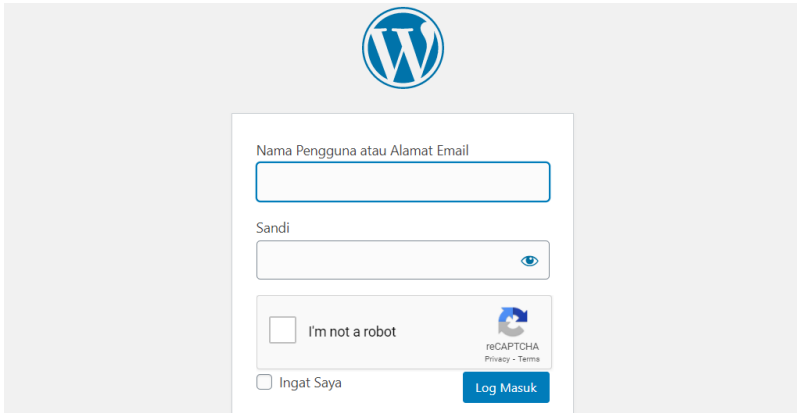 Nama Pengguna atau Alamat Email
Sandi
I'm not a robot
reCAPTCHA
Privacy - Terms
Ingat Saya
Log Masuk